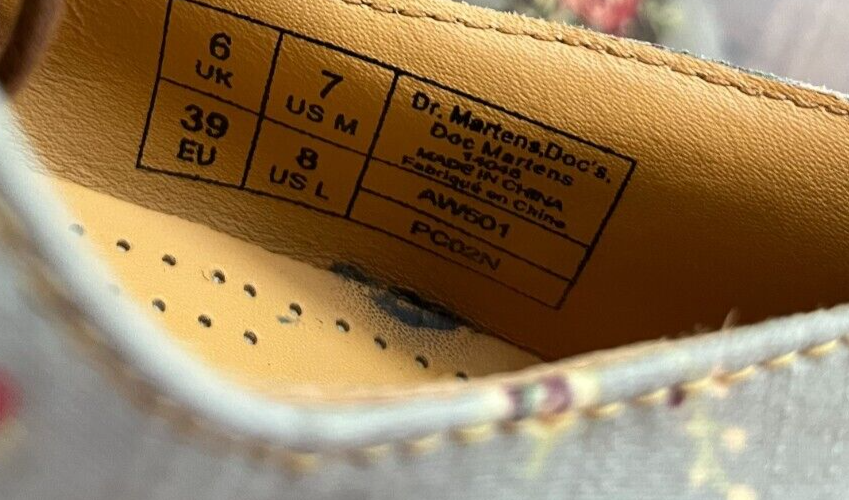 6
UK
7
US M
39
EU
8
US L
Dr. Martens,Doc's,
Doc Martens
14046
MADE IN CHINA
Fabriqué en Chine
AW501
PC02N